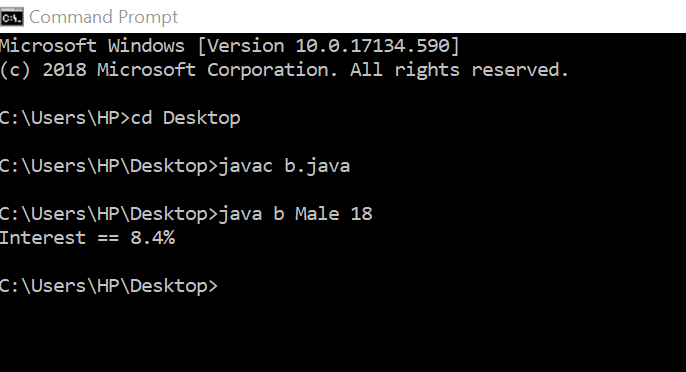 Command Prompt
Microsoft Windows [Version 10.0.17134.590]
(c) 2018 Microsoft Corporation. All rights reserved.
C:\Users\HP>cd Desktop
C:\Users\HP\Desktop>javac b.java
C:\Users\HP\Desktop>java b Male 18
Interest == 8.4%
C:\Users\HP\Desktop>